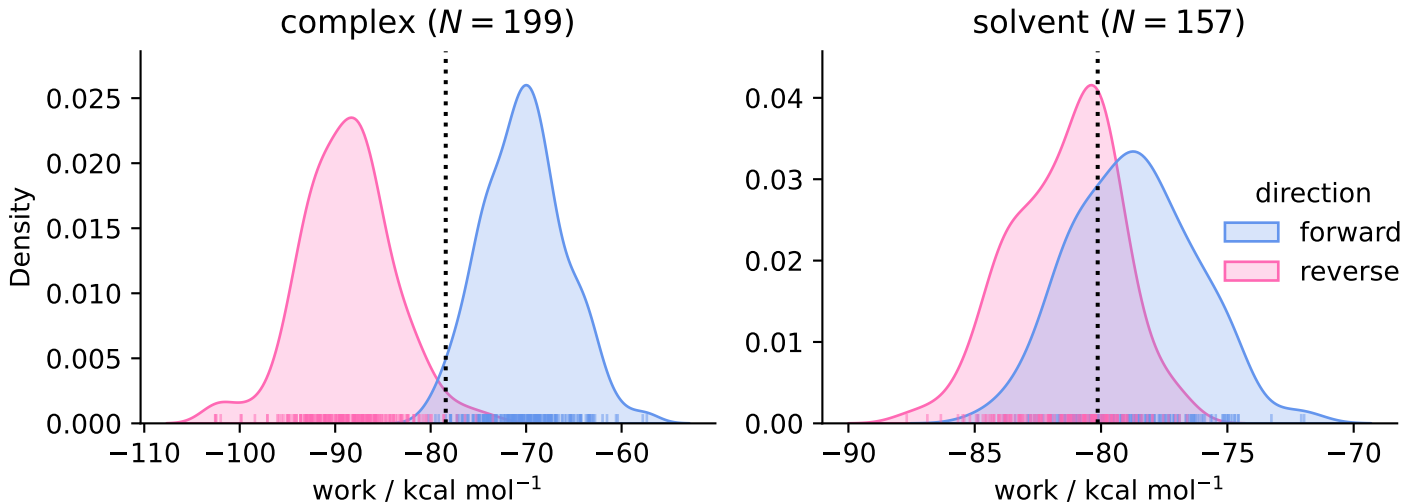 complex (N = 199)
Density
0.025
0.020
0.015
0.010
0.005
0.000
−110 −100 −90 −80 −70 −60
work / kcal mol⁻¹
solvent (N = 157)
0.04
0.03
0.02
0.01
0.00
−90 −85 −80 −75 −70
work / kcal mol⁻¹
direction
forward
reverse